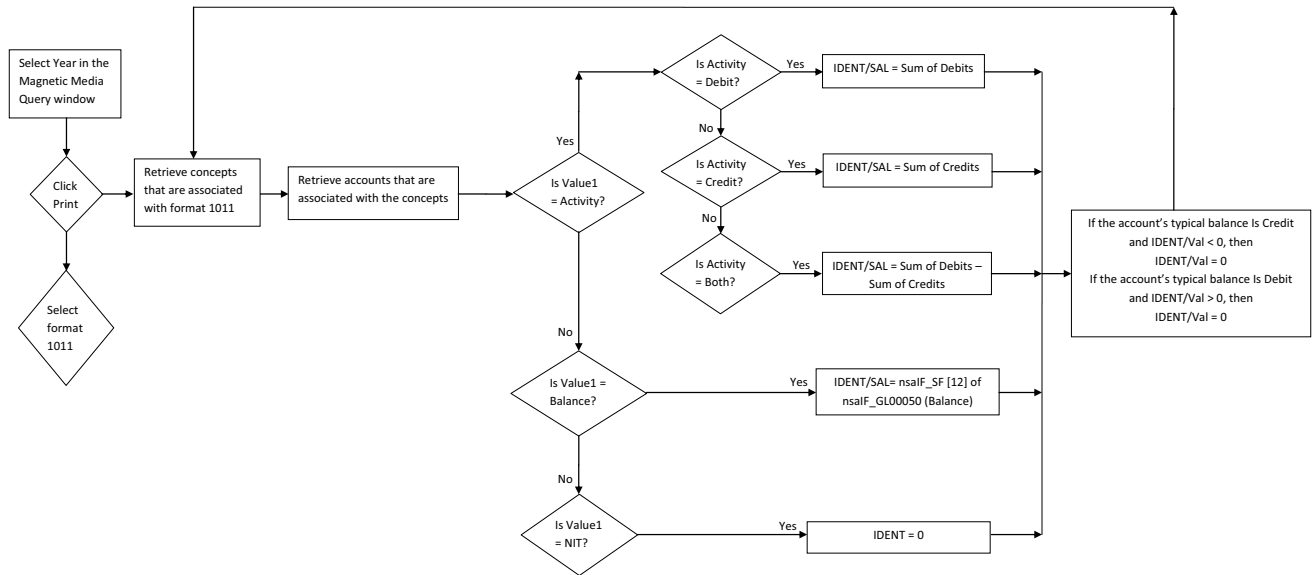 Select Year in the
Magnetic Media
Query window
Click
Print
Select
format
1011
Retrieve concepts
that are associated
with format 1011
Retrieve accounts that are
associated with the concepts
Is Value1
= Activity?
Yes
No
Is Activity
= Debit?
Yes
IDENT/SAL = Sum of Debits
No
Is Activity
= Credit?
Yes
IDENT/SAL = Sum of Credits
No
Is Activity
= Both?
Yes
IDENT/SAL = Sum of Debits –
Sum of Credits
Is Value1 =
Balance?
Yes
IDENT/SAL= nsaIF_SF [12] of
nsaIF_GL00050 (Balance)
No
Is Value1
= NIT?
Yes
IDENT = 0
If the account’s typical balance Is Credit
and IDENT/Val < 0, then
IDENT/Val = 0
If the account’s typical balance Is Debit
and IDENT/Val > 0, then
IDENT/Val = 0